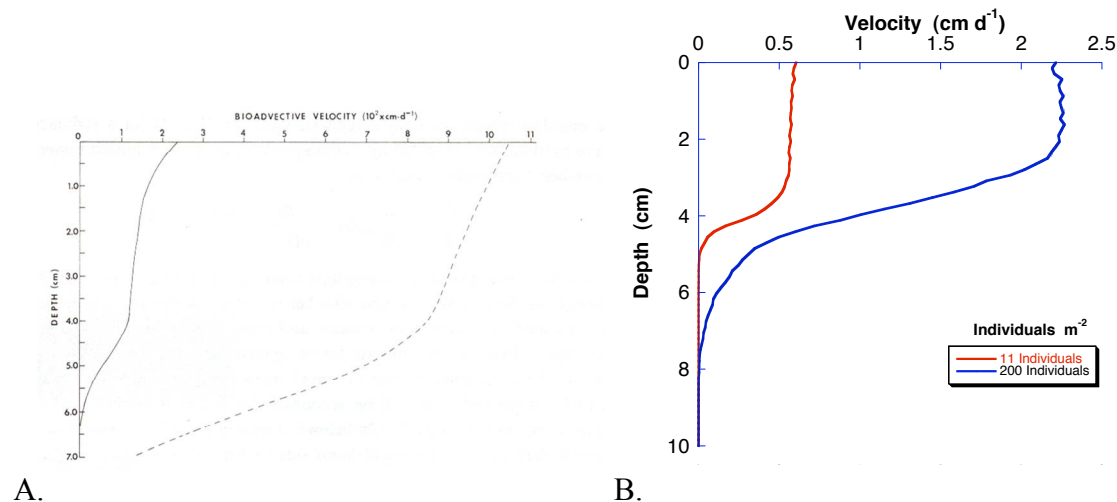 BIOADVECTIVE VELOCITY (10²xcm·d⁻¹)
0 1 2 3 4 5 6 7 8 9 10 11
DEPTH (cm)
1.0
2.0
3.0
4.0
5.0
6.0
7.0
A.
Velocity (cm d⁻¹)
0 0.5 1 1.5 2 2.5
Depth (cm)
0
2
4
6
8
10
Individuals m⁻²
11 Individuals
200 Individuals
B.